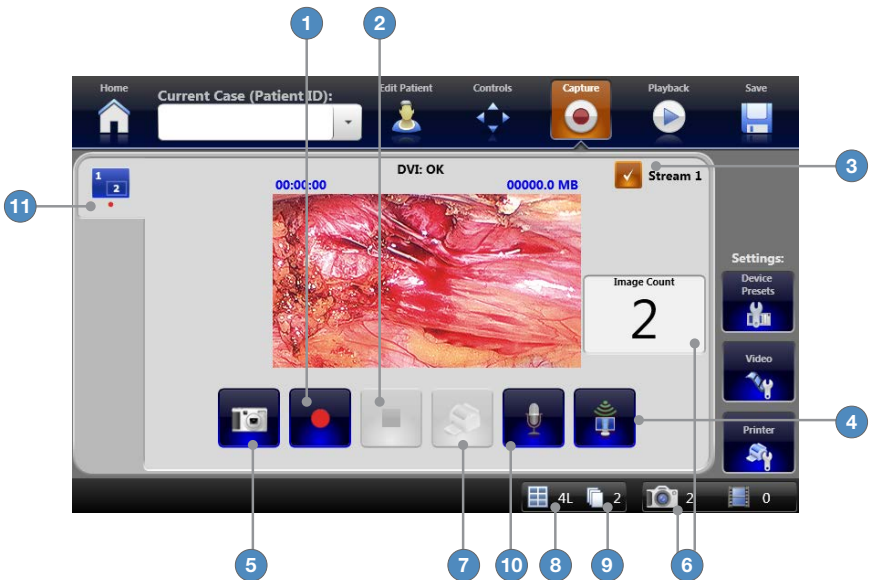 1 2
Home
Current Case (Patient ID):
Edit Patient
Controls
Capture
Playback
Save
DVI: OK
00:00:00
00000.0 MB
Stream 1
3
1
2
11
Settings:
Device
Presets
Image Count
2
Video
4
Printer
4L
2
2
0
5
7
10
8
9
6